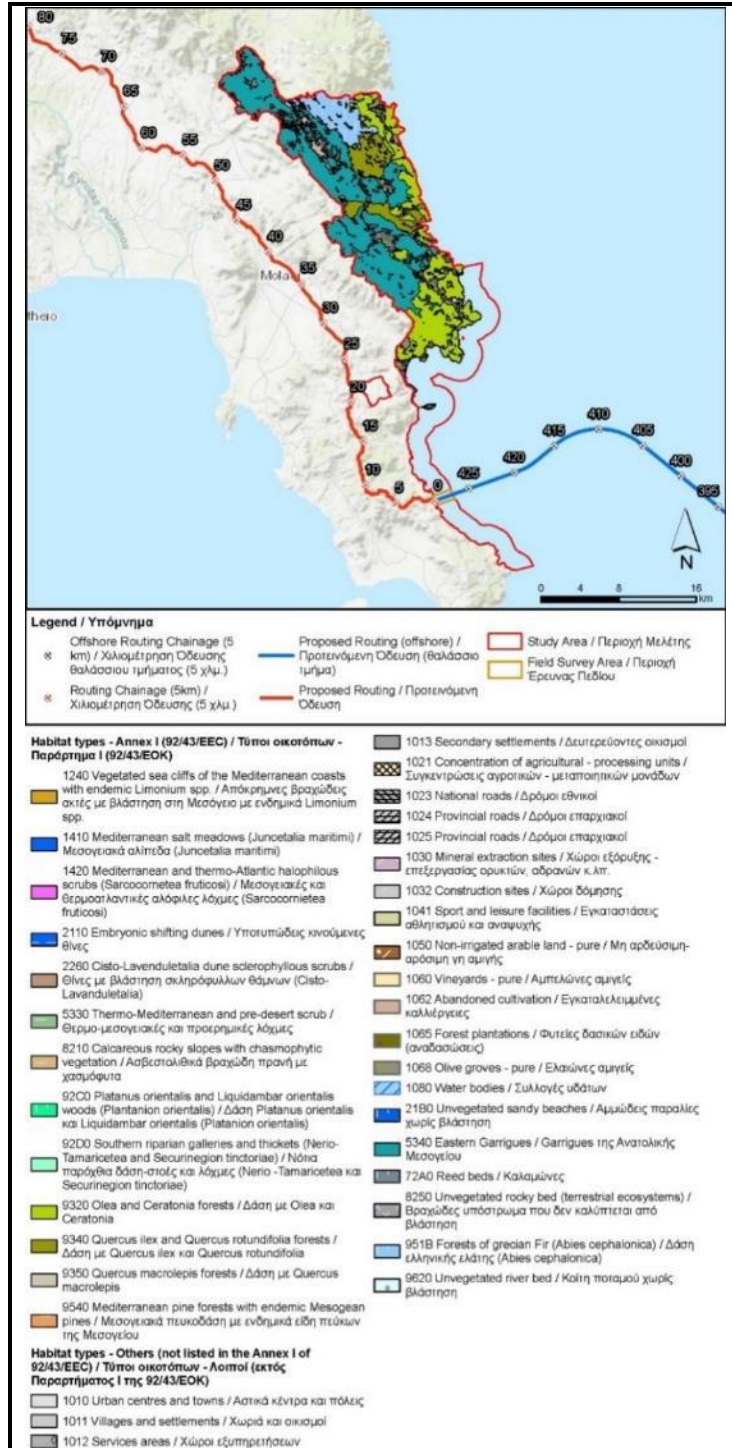 80
75
70
65
60
55
50
45
40
Mola
35
30
25
20
15
10
5
0
425
420
415
410
405
400
395
Evrotas Potamos
theio
N
0 4 8 16
km
Legend / Υπόμνημα
Offshore Routing Chainage (5
km) / Χιλιομέτρηση Όδευσης
θαλάσσιου τμήματος (5 χλμ.)
Routing Chainage (5km) /
Χιλιομέτρηση Όδευσης (5 χλμ.)
Proposed Routing (offshore) /
Προτεινόμενη Όδευση (θαλάσσιο
τμήμα)
Proposed Routing / Προτεινόμενη
Όδευση
Study Area / Περιοχή Μελέτης
Field Survey Area / Περιοχή
Έρευνας Πεδίου
Habitat types - Annex I (92/43/EEC) / Τύποι οικοτόπων -
Παράρτημα I (92/43/ΕΟΚ)
1240 Vegetated sea cliffs of the Mediterranean coasts
with endemic Limonium spp. / Απόκρημνες βραχώδεις
ακτές με βλάστηση στη Μεσόγειο με ενδημικά Limonium
spp.
1410 Mediterranean salt meadows (Juncetalia maritimi) /
Μεσογειακά αλίπεδα (Juncetalia maritimi)
1420 Mediterranean and thermo-Atlantic halophilous
scrubs (Sarcocornetea fruticosi) / Μεσογειακές και
θερμοατλαντικές αλόφιλες λόχμες (Sarcocornietea
fruticosi)
2110 Embryonic shifting dunes / Υποτυπώδεις κινούμενες
θίνες
2260 Cisto-Lavenduletalia dune sclerophyllous scrubs /
Θίνες με βλάστηση σκληρόφυλλων θάμνων (Cisto-
Lavanduletalia)
5330 Thermo-Mediterranean and pre-desert scrub /
Θερμο-μεσογειακές και προερημικές λόχμες
8210 Calcareous rocky slopes with chasmophytic
vegetation / Ασβεστολιθικά βραχώδη πρανή με
χασμόφυτα
92C0 Platanus orientalis and Liquidambar orientalis
woods (Plantanion orientalis) / Δάση Platanus orientalis
και Liquidambar orientalis (Platanion orientalis)
92D0 Southern riparian galleries and thickets (Nerio-
Tamaricetea and Securinegion tinctoriae) / Νότια
παρόχθια δάση-στοές και λόχμες (Nerio -Tamaricetea και
Securinegion tinctoriae)
9320 Olea and Ceratonia forests / Δάση με Olea και
Ceratonia
9340 Quercus ilex and Quercus rotundifolia forests /
Δάση με Quercus ilex και Quercus rotundifolia
9350 Quercus macrolepis forests / Δάση με Quercus
macrolepis
9540 Mediterranean pine forests with endemic Mesogean
pines / Μεσογειακά πευκοδάση με ενδημικά είδη πεύκων
της Μεσογείου
Habitat types - Others (not listed in the Annex I of
92/43/EEC) / Τύποι οικοτόπων - Λοιποί (εκτός
Παραρτήματος I της 92/43/ΕΟΚ)
1010 Urban centres and towns / Αστικά κέντρα και πόλεις
1011 Villages and settlements / Χωριά και οικισμοί
1012 Services areas / Χώροι εξυπηρετήσεων
1013 Secondary settlements / Δευτερεύοντες οικισμοί
1021 Concentration of agricultural - processing units /
Συγκεντρώσεις αγροτικών - μεταποιητικών μονάδων
1023 National roads / Δρόμοι εθνικοί
1024 Provincial roads / Δρόμοι επαρχιακοί
1025 Provincial roads / Δρόμοι επαρχιακοί
1030 Mineral extraction sites / Χώροι εξόρυξης -
επεξεργασίας ορυκτών, αδρανών κ.λπ.
1032 Construction sites / Χώροι δόμησης
1041 Sport and leisure facilities / Εγκαταστάσεις
αθλητισμού και αναψυχής
1050 Non-irrigated arable land - pure / Μη αρδεύσιμη-
αρόσιμη γη αμιγής
1060 Vineyards - pure / Αμπελώνες αμιγείς
1062 Abandoned cultivation / Εγκαταλελειμμένες
καλλιέργειες
1065 Forest plantations / Φυτείες δασικών ειδών
(αναδασώσεις)
1068 Olive groves - pure / Ελαιώνες αμιγείς
1080 Water bodies / Συλλογές υδάτων
21B0 Unvegetated sandy beaches / Αμμώδεις παραλίες
χωρίς βλάστηση
5340 Eastern Garrigues / Garrigues της Ανατολικής
Μεσογείου
72A0 Reed beds / Καλαμώνες
8250 Unvegetated rocky bed (terrestrial ecosystems) /
Βραχώδες υπόστρωμα που δεν καλύπτεται από
βλάστηση
951B Forests of grecian Fir (Abies cephalonica) / Δάση
ελληνικής ελάτης (Abies cephalonica)
9620 Unvegetated river bed / Κοίτη ποταμού χωρίς
βλάστηση